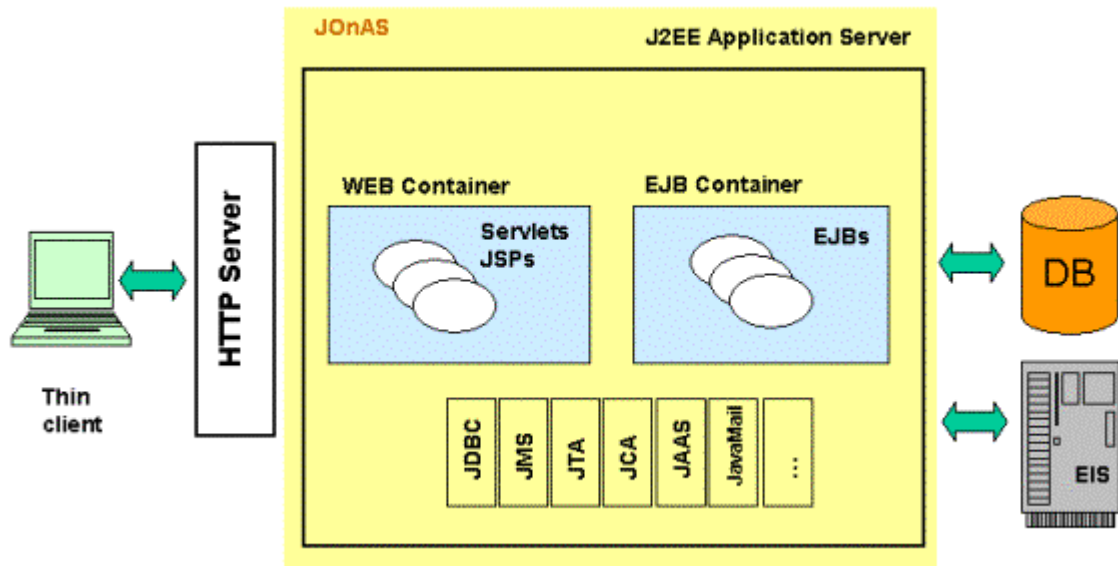 JOnAS
J2EE Application Server
WEB Container
EJB Container
Servlets
JSPs
EJBs
HTTP Server
Thin
client
DB
EIS
JDBC
JMS
JTA
JCA
JAAS
JavaMail
...